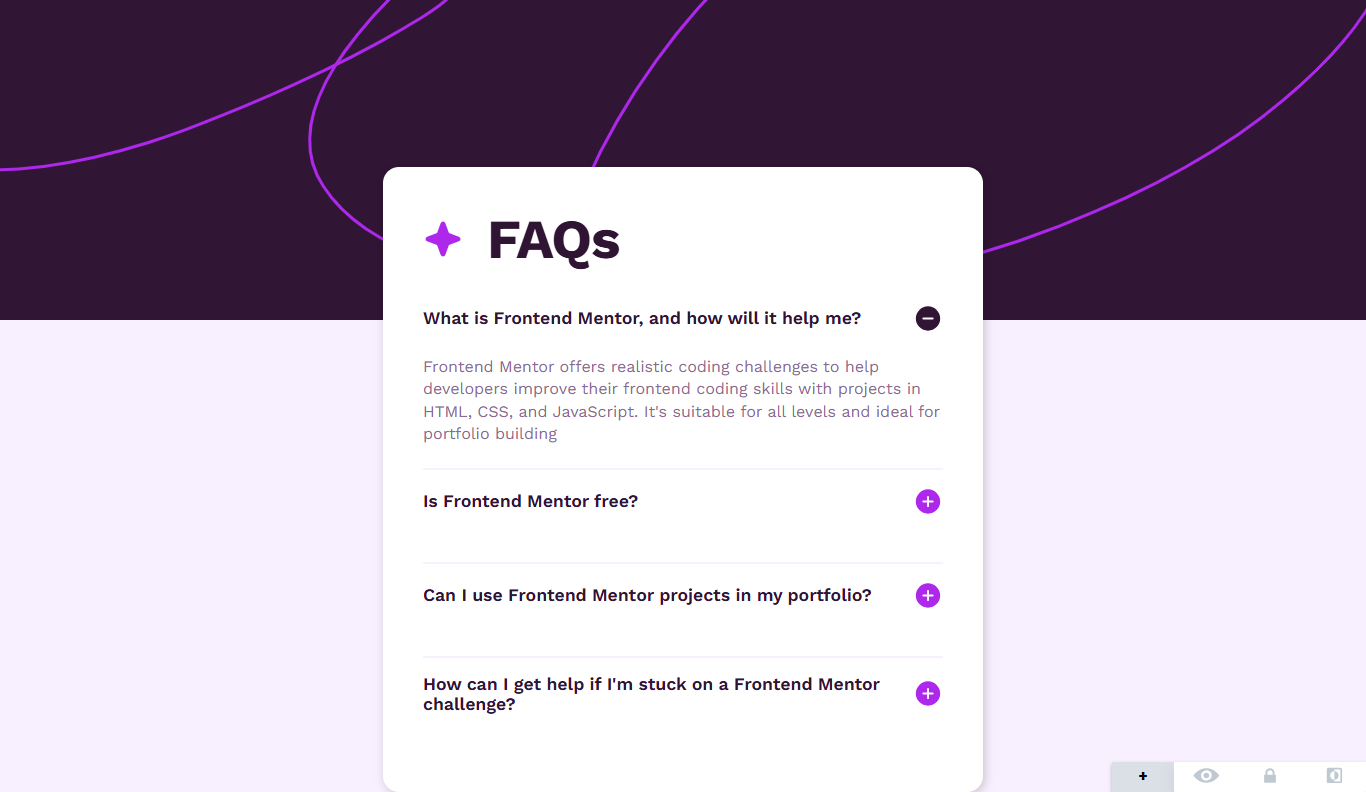 FAQs
What is Frontend Mentor, and how will it help me?
Frontend Mentor offers realistic coding challenges to help
developers improve their frontend coding skills with projects in
HTML, CSS, and JavaScript. It's suitable for all levels and ideal for
portfolio building
Is Frontend Mentor free?
Can I use Frontend Mentor projects in my portfolio?
How can I get help if I'm stuck on a Frontend Mentor
challenge?